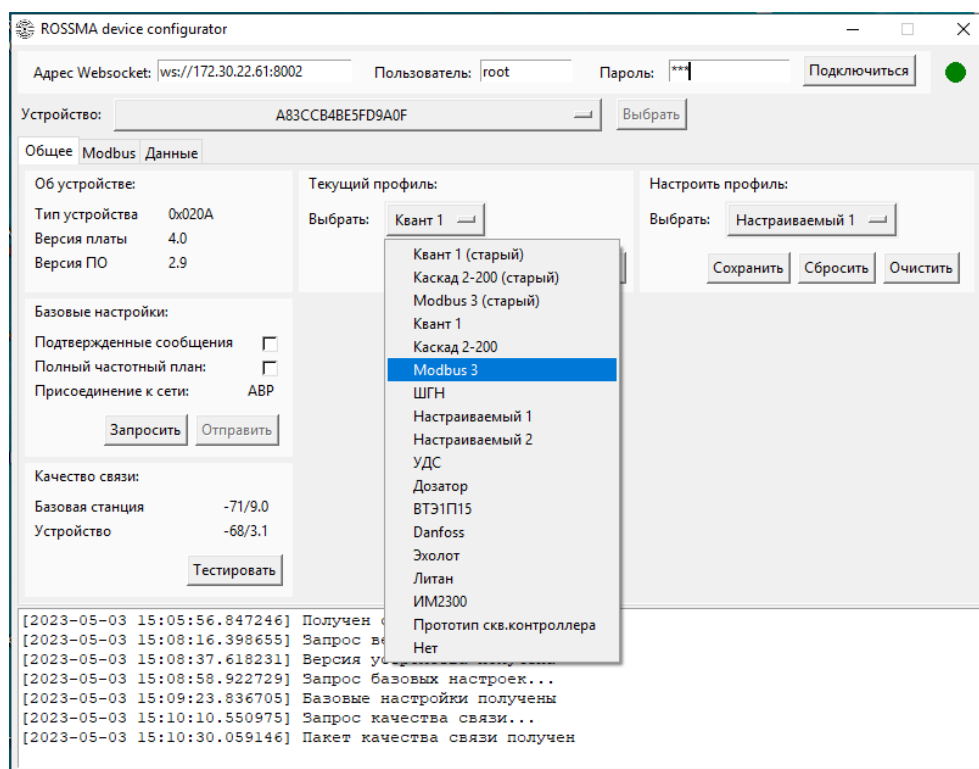 ROSSMA device configurator
Адрес Websocket: ws://172.30.22.61:8002 Пользователь: root Пароль: *** Подключиться
Устройство: A83CCB4BE5FD9A0F Выбрать
Общее Modbus Данные
Об устройстве:
Тип устройства 0x020A
Версия платы 4.0
Версия ПО 2.9
Текущий профиль:
Выбрать: Квант 1
Настроить профиль:
Выбрать: Настраиваемый 1
Сохранить Сбросить Очистить
Квант 1 (старый)
Каскад 2-200 (старый)
Modbus 3 (старый)
Квант 1
Каскад 2-200
Modbus 3
ШГН
Настраиваемый 1
Настраиваемый 2
УДС
Дозатор
ВТЭ1П15
Danfoss
Эхолот
Литан
ИМ2300
Прототип скв.контроллера
Нет
Базовые настройки:
Подтвержденные сообщения
Полный частотный план:
Присоединение к сети: ABP
Запросить Отправить
Качество связи:
Базовая станция -71/9.0
Устройство -68/3.1
Тестировать
[2023-05-03 15:05:56.847246] Получен
[2023-05-03 15:08:16.398655] Запрос
[2023-05-03 15:08:37.618231] Версия
[2023-05-03 15:08:58.922729] Запрос базовых настроек...
[2023-05-03 15:09:23.836705] Базовые настройки получены
[2023-05-03 15:10:10.550975] Запрос качества связи...
[2023-05-03 15:10:30.059146] Пакет качества связи получен